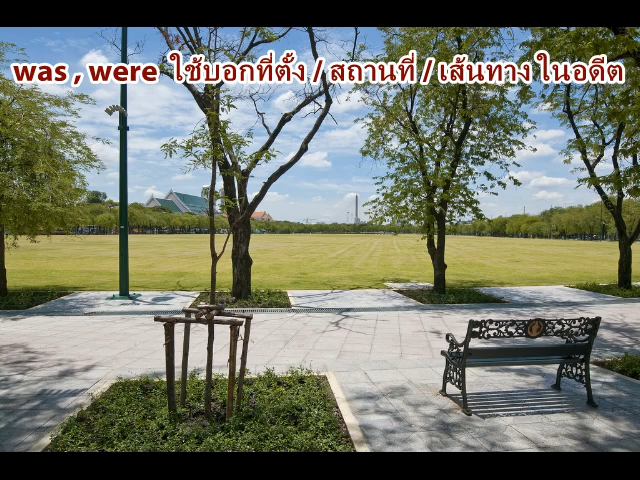 was , were ใช้บอกที่ตั้ง / สถานที่ / เส้นทาง ในอดีต